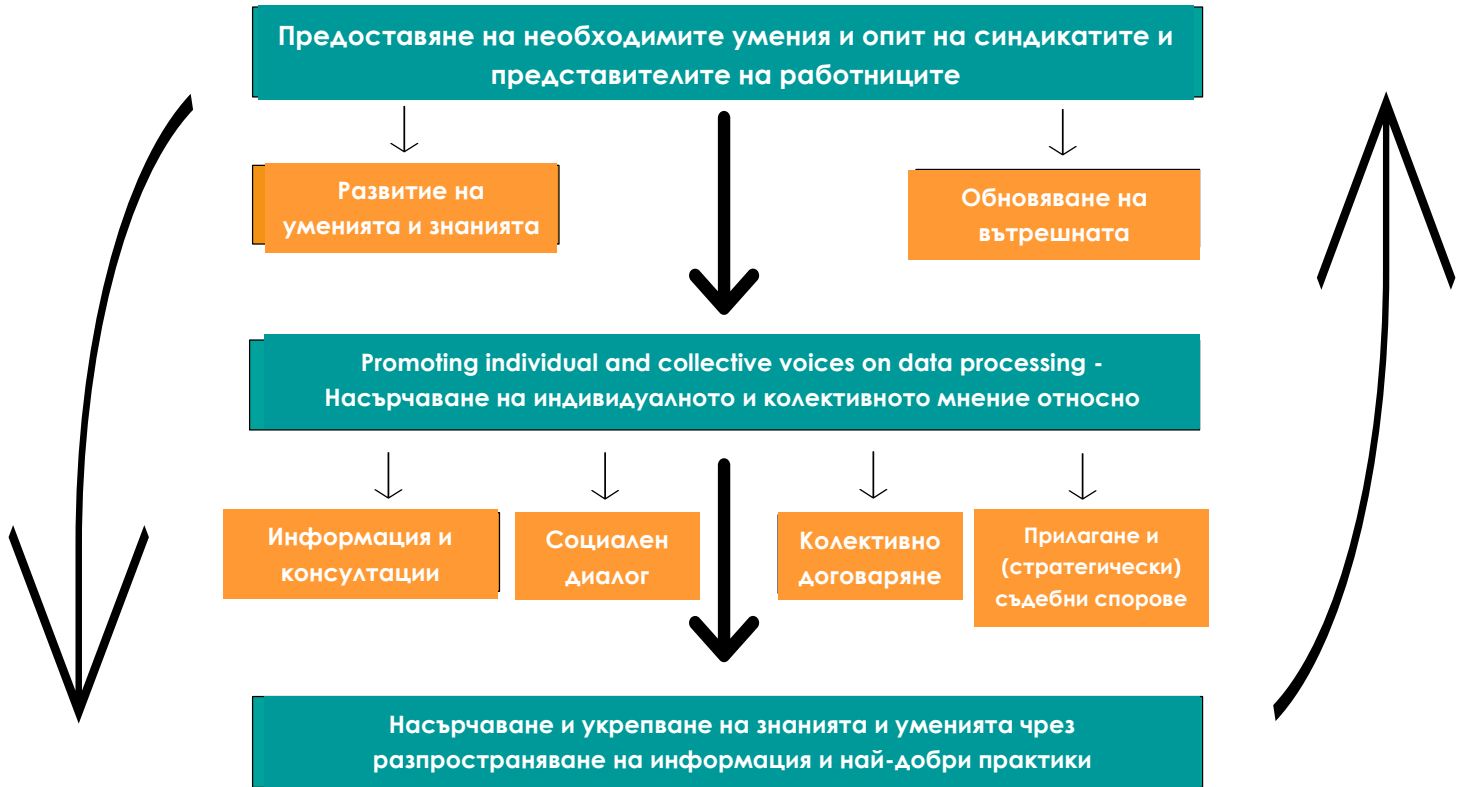 Предоставяне на необходимите умения и опит на синдикатите и
представителите на работниците
Развитие на
уменията и знанията
Обновяване на
вътрешната
Promoting individual and collective voices on data processing -
Насърчаване на индивидуалното и колективното мнение относно
Информация и
консултации
Социален
диалог
Колективно
договаряне
Прилагане и
(стратегически)
съдебни спорове
Насърчаване и укрепване на знанията и уменията чрез
разпространяване на информация и най-добри практики